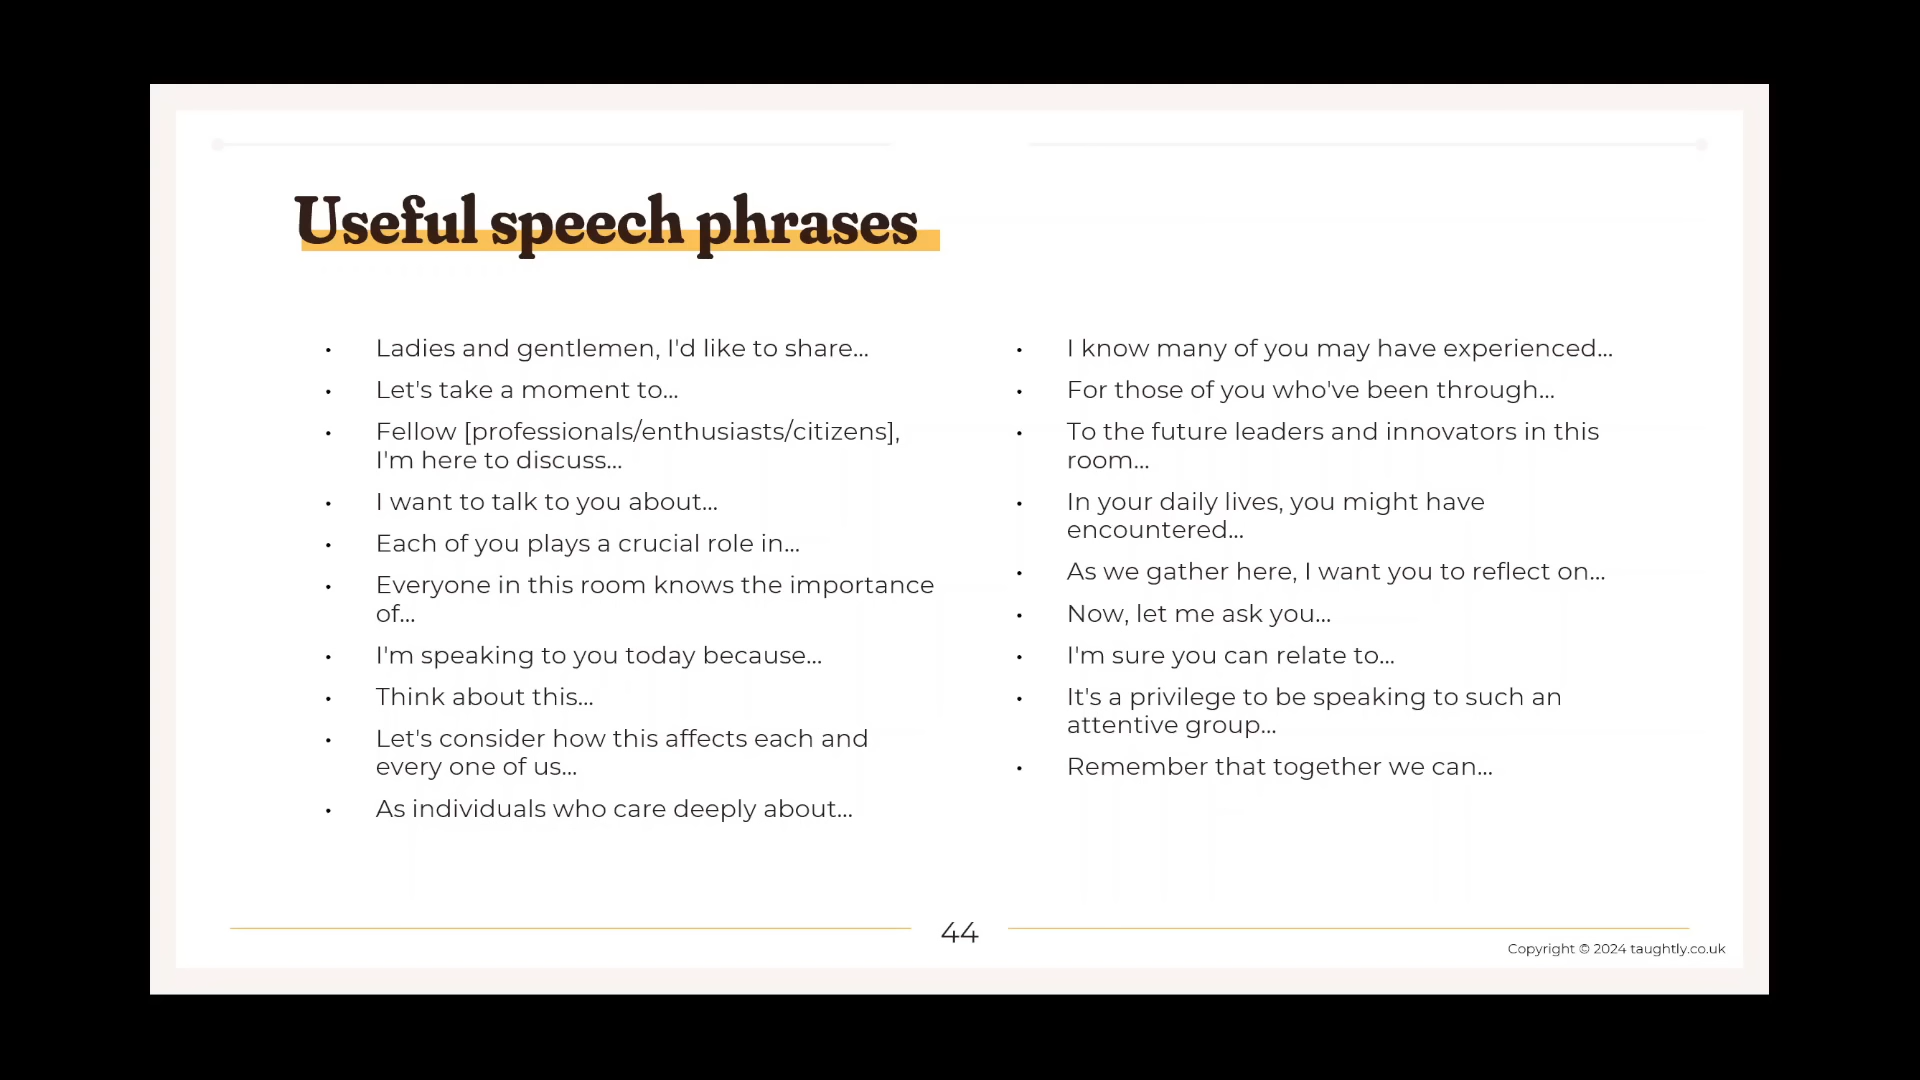 Useful speech phrases
• Ladies and gentlemen, I'd like to share...
• Let's take a moment to...
• Fellow [professionals/enthusiasts/citizens],
I'm here to discuss...
• I want to talk to you about...
• Each of you plays a crucial role in...
• Everyone in this room knows the importance
of...
• I'm speaking to you today because...
• Think about this...
• Let's consider how this affects each and
every one of us...
• As individuals who care deeply about...
• I know many of you may have experienced...
• For those of you who've been through...
• To the future leaders and innovators in this
room...
• In your daily lives, you might have
encountered...
• As we gather here, I want you to reflect on...
• Now, let me ask you...
• I'm sure you can relate to...
• It's a privilege to be speaking to such an
attentive group...
• Remember that together we can...
44
Copyright © 2024 taughtly.co.uk